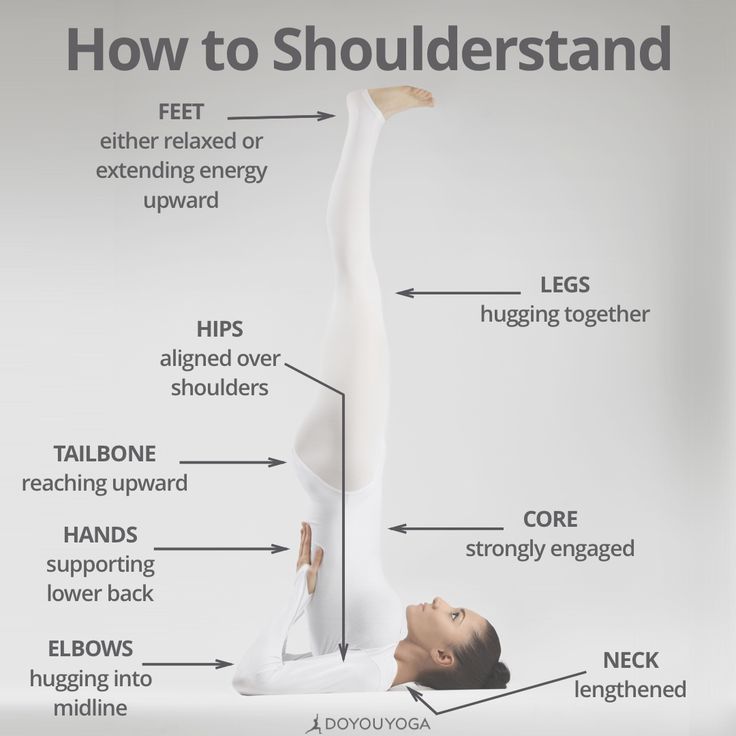 How to Shoulderstand
FEET
either relaxed or
extending energy
upward
LEGS
hugging together
HIPS
aligned over
shoulders
TAILBONE
reaching upward
HANDS
supporting
lower back
CORE
strongly engaged
ELBOWS
hugging into
midline
NECK
lengthened
DOYOUYOGA